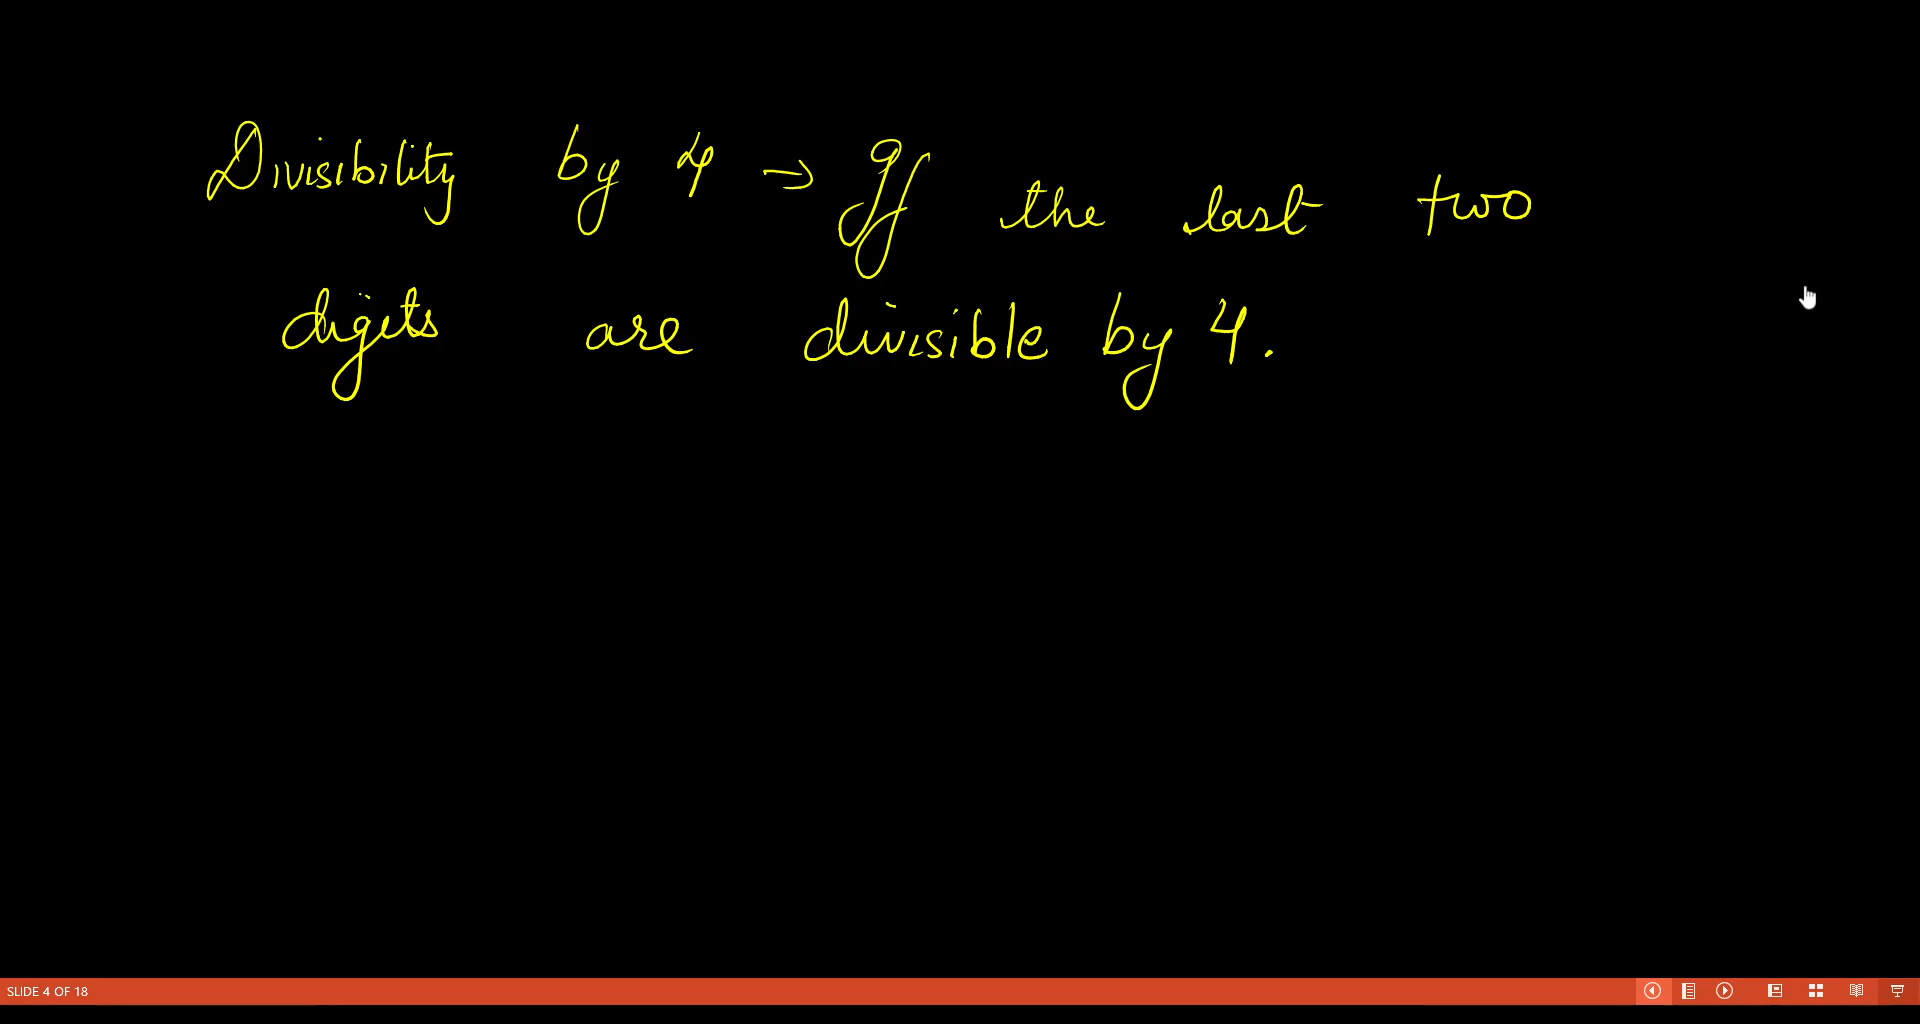 Divisibility by 4 → If the last two
digits are divisible by 4.
SLIDE 4 OF 18